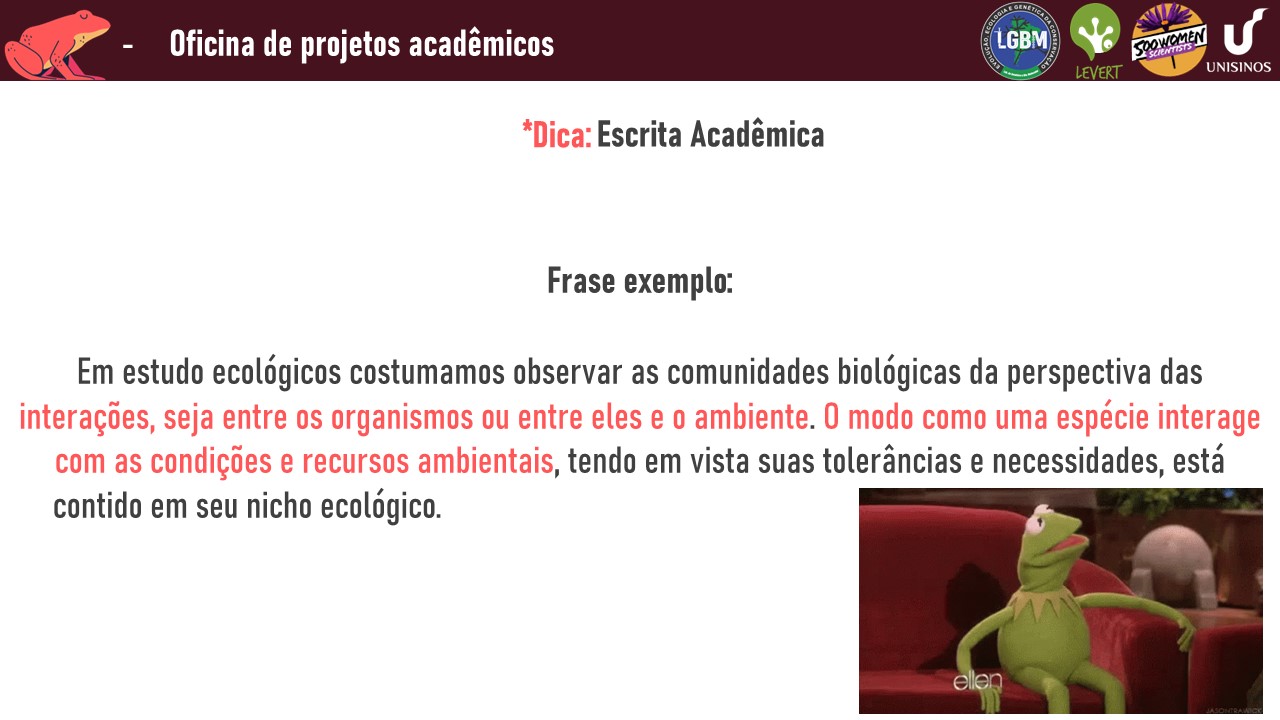 - Oficina de projetos acadêmicos
LGBM
EVOLUÇÃO ECOLOGIA E GENÉTICA DA CONSERVAÇÃO
LEVERT
500 WOMEN
SCIENTISTS
UNISINOS
*Dica: Escrita Acadêmica
Frase exemplo:
Em estudo ecológicos costumamos observar as comunidades biológicas da perspectiva das
interações, seja entre os organismos ou entre eles e o ambiente. O modo como uma espécie interage
com as condições e recursos ambientais, tendo em vista suas tolerâncias e necessidades, está
contido em seu nicho ecológico.
ellen